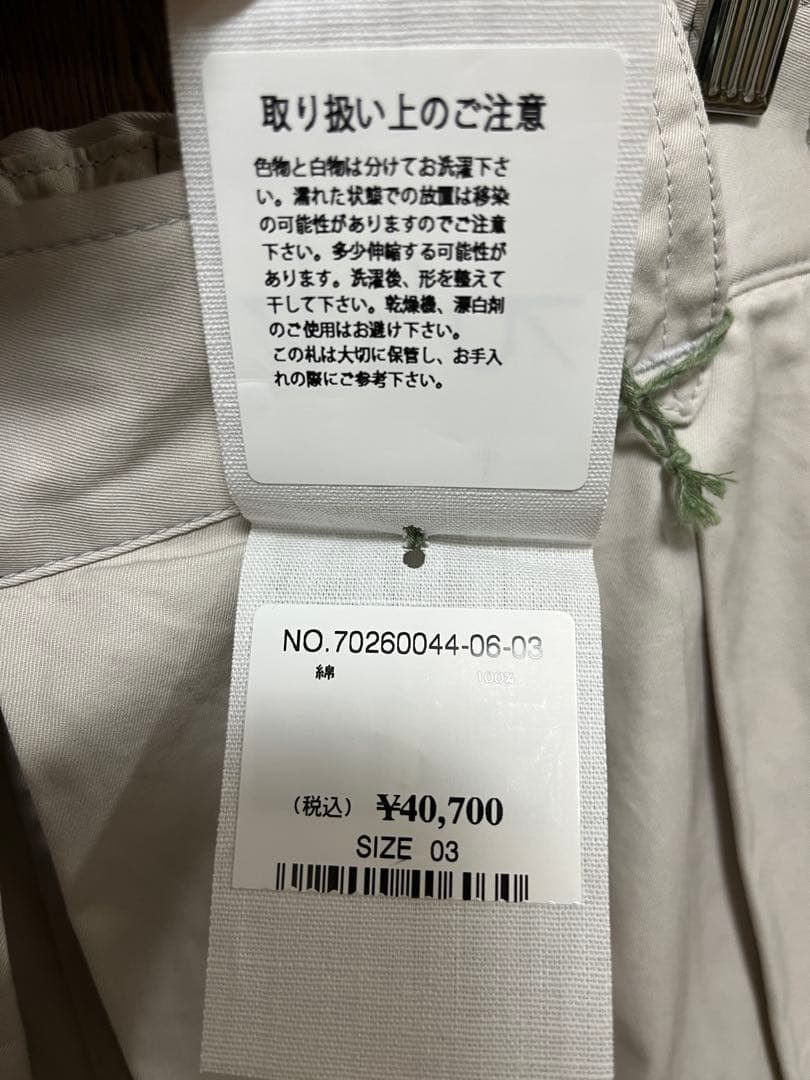 取り扱い上のご注意
色物と白物は分けてお洗濯下さ
い。濡れた状態での放置は移染
の可能性がありますのでご注意
下さい。多少伸縮する可能性が
あります。洗濯後、形を整えて
干して下さい。乾燥機、漂白剤
のご使用はお避け下さい。
この札は大切に保管し、お手入
れの際にご参考下さい。
NO.70260044-06-03
綿 100%
（税込） ¥40,700
SIZE 03